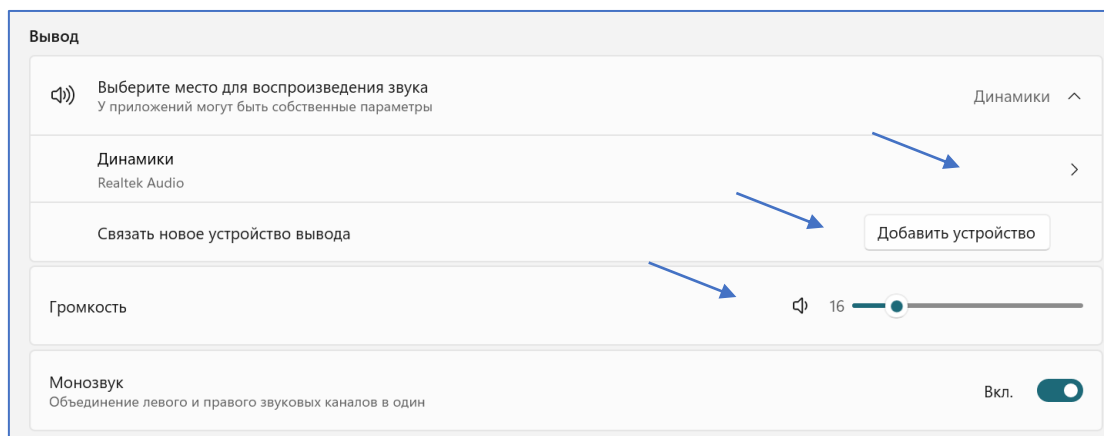 Вывод
Выберите место для воспроизведения звука
У приложений могут быть собственные параметры
Динамики
Динамики
Realtek Audio
Связать новое устройство вывода
Добавить устройство
Громкость
16
Монозвук
Объединение левого и правого звуковых каналов в один
Вкл.